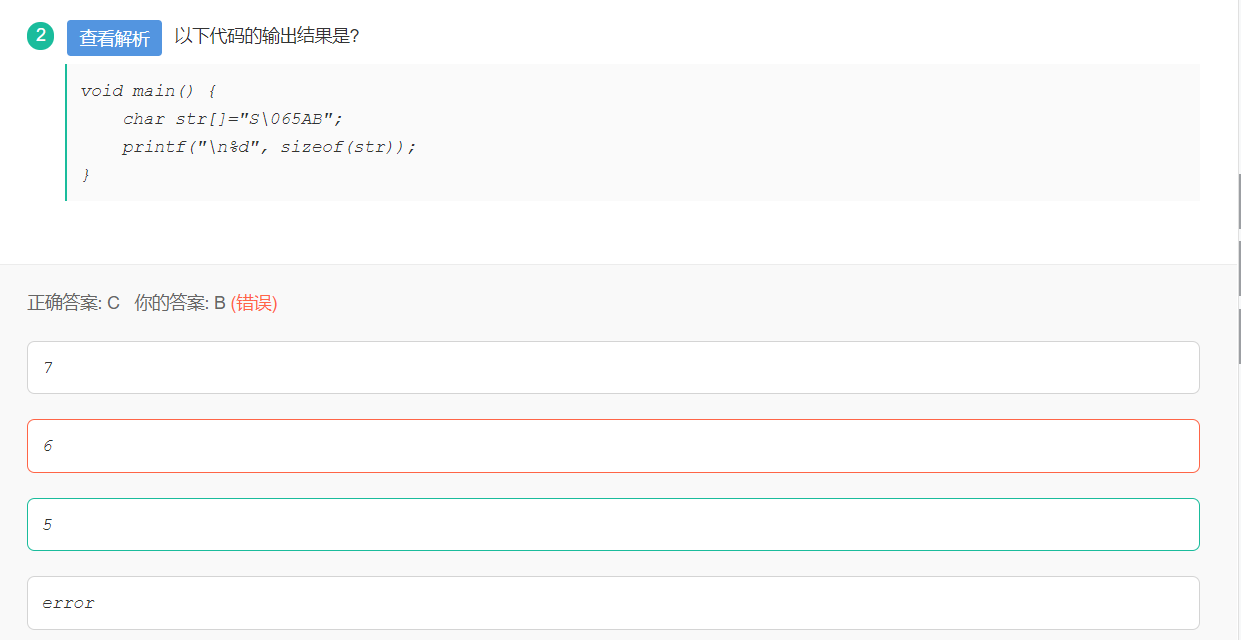 2 查看解析 以下代码的输出结果是?
void main() {
    char str[]="S\065AB";
    printf("\n%d", sizeof(str));
}
正确答案: C 你的答案: B (错误)
7
6
5
error